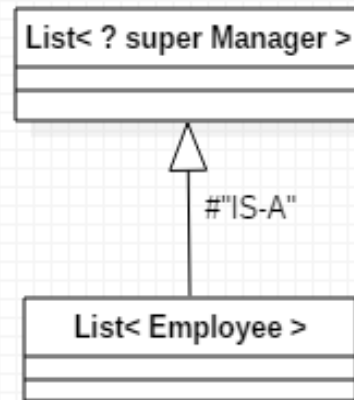 List< ? super Manager >
#"IS-A"
List< Employee >